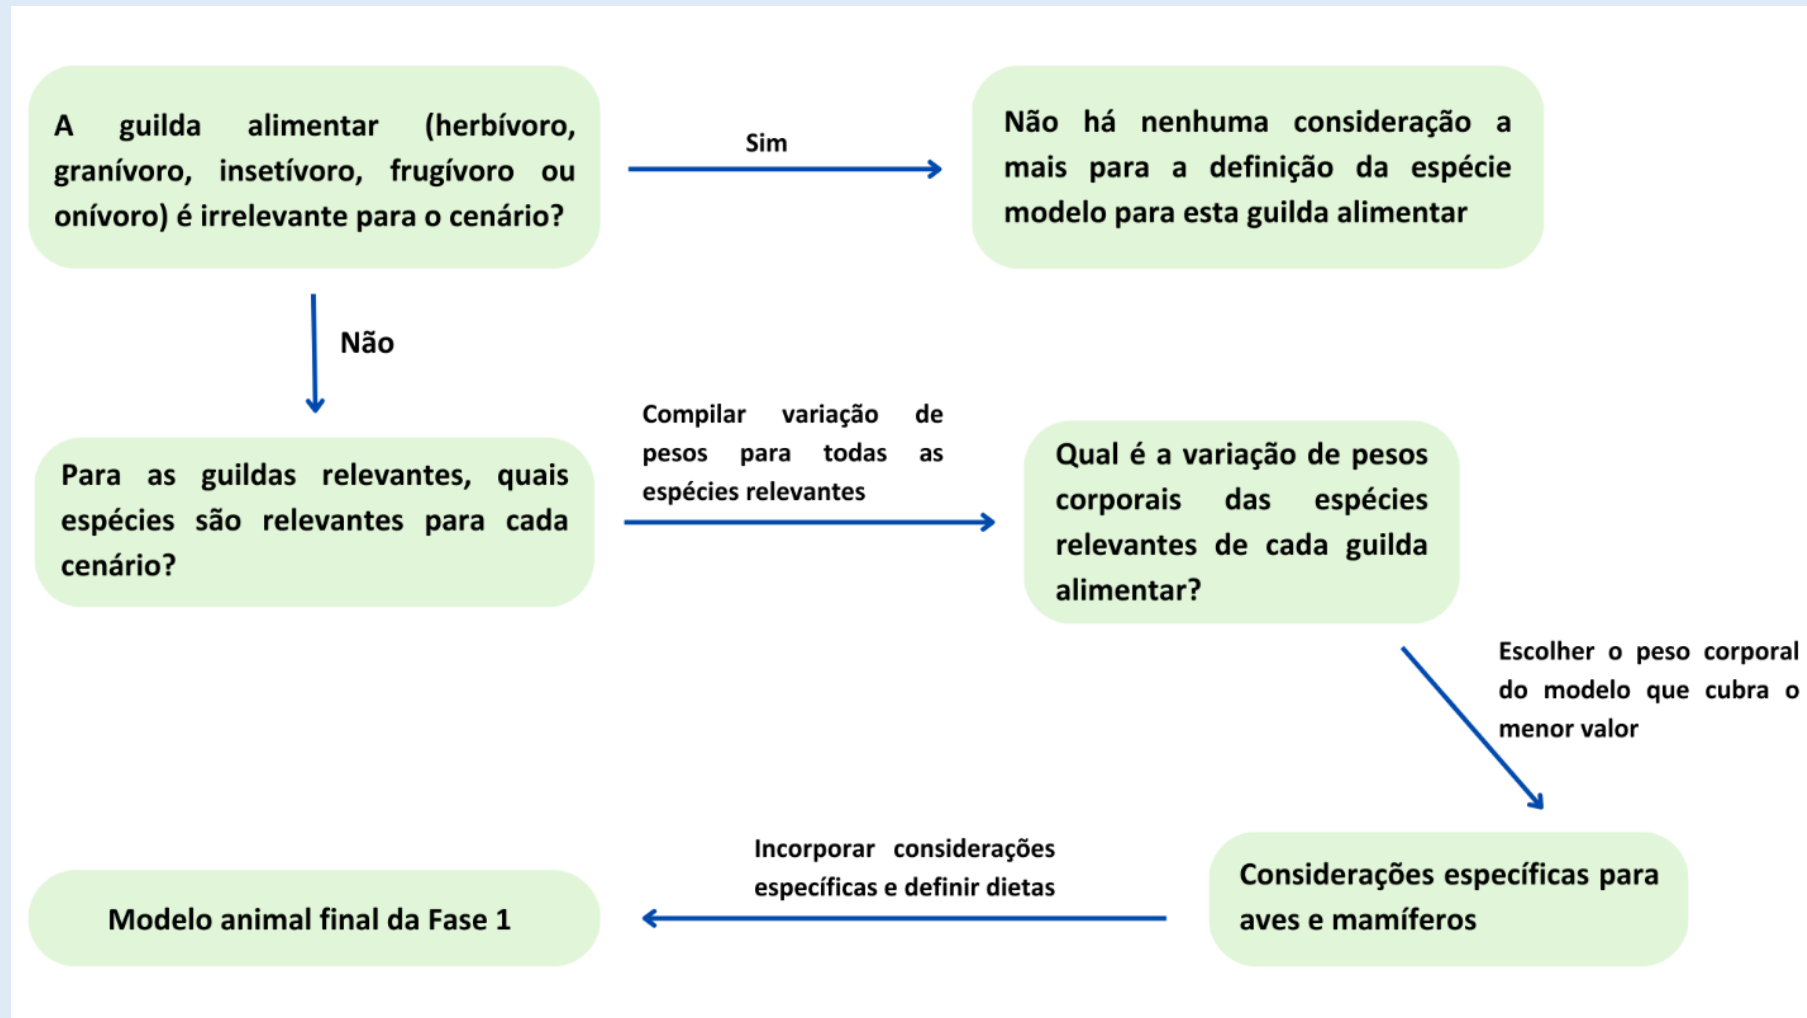 A guilda alimentar (herbívoro,
granívoro, insetívoro, frugívoro ou
onívoro) é irrelevante para o cenário?
Sim
Não há nenhuma consideração a
mais para a definição da espécie
modelo para esta guilda alimentar
Não
Para as guildas relevantes, quais
espécies são relevantes para cada
cenário?
Compilar variação de
pesos para todas as
espécies relevantes
Qual é a variação de pesos
corporais das espécies
relevantes de cada guilda
alimentar?
Escolher o peso corporal
do modelo que cubra o
menor valor
Considerações específicas para
aves e mamíferos
Incorporar considerações
específicas e definir dietas
Modelo animal final da Fase 1